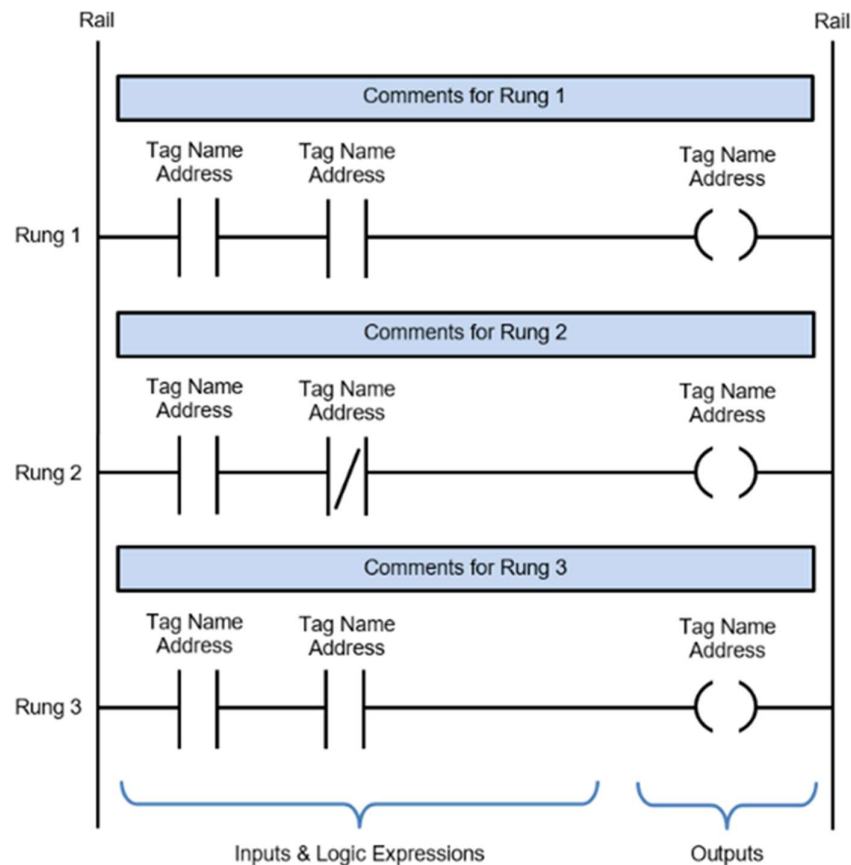 Rail
Rail
Comments for Rung 1
Tag Name
Address
Tag Name
Address
Tag Name
Address
Rung 1
Comments for Rung 2
Tag Name
Address
Tag Name
Address
Tag Name
Address
Rung 2
Comments for Rung 3
Tag Name
Address
Tag Name
Address
Tag Name
Address
Rung 3
Inputs & Logic Expressions
Outputs